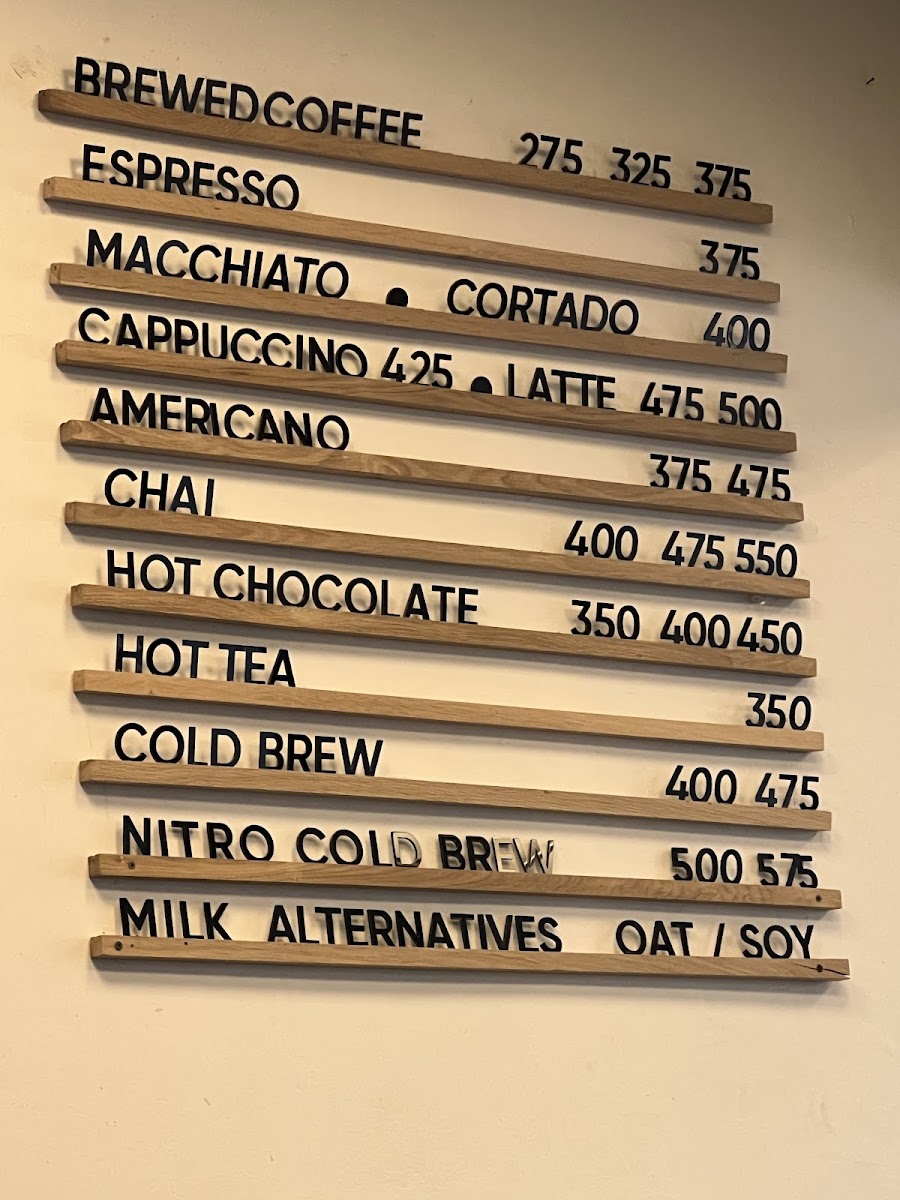 BREWED COFFEE 275 325 375
ESPRESSO 375
MACCHIATO • CORTADO 400
CAPPUCCINO 425 • LATTE 475 500
AMERICANO 375 475
CHAI 400 475 550
HOT CHOCOLATE 350 400 450
HOT TEA 350
COLD BREW 400 475
NITRO COLD BREW 500 575
MILK ALTERNATIVES OAT / SOY